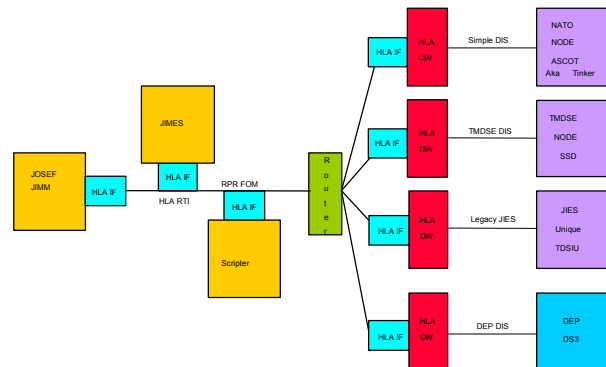 JOSEF
JIMM
HLA IF
JIMES
HLA IF
HLA RTI
RPR FOM
HLA IF
Scripter
Router
HLA IF
HLA
GW
Simple DIS
NATO
NODE
ASCOT
Aka Tinker
HLA IF
HLA
GW
TMDSE DIS
TMDSE
NODE
SSD
HLA IF
HLA
GW
Legacy JIES
JIES
Unique
TDSIU
HLA IF
HLA
GW
DEP DIS
DEP
DS3